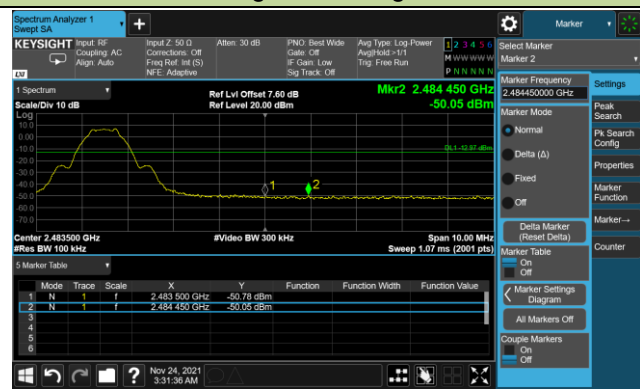 Spectrum Analyzer 1
Swept SA
Marker
KEYSIGHT
Input: RF
Coupling: AC
Align: Auto
Input Z: 50 Ω
Corrections: Off
Freq Ref: Int (S)
NFE: Adaptive
Atten: 30 dB
PNO: Best Wide
Gate: Off
IF Gain: Low
Sig Track: Off
Avg Type: Log-Power
Avg|Hold:>1/1
Trig: Free Run
1 2 3 4 5 6
M W W W W W
P N N N N N
Select Marker
Marker 2
1 Spectrum
Scale/Div 10 dB
Ref Lvl Offset 7.60 dB
Ref Level 20.00 dBm
Mkr2 2.484 450 GHz
-50.05 dBm
Log
10.0
0.00
-10.0
-20.0
-30.0
-40.0
-50.0
-60.0
-70.0
DL1 -12.97 dBm
1
2
Center 2.483500 GHz
#Res BW 100 kHz
#Video BW 300 kHz
Span 10.00 MHz
Sweep 1.07 ms (2001 pts)
5 Marker Table
Mode Trace Scale X Y Function Function Width Function Value
1 N 1 f 2.483 500 GHz -50.78 dBm
2 N 1 f 2.484 450 GHz -50.05 dBm
3
4
5
6
Marker Frequency
2.484450000 GHz
Marker Mode
Normal
Delta (Δ)
Fixed
Off
Delta Marker
(Reset Delta)
Marker Table
On
Off
Marker Settings
Diagram
All Markers Off
Couple Markers
On
Off
Settings
Peak
Search
Pk Search
Config
Properties
Marker
Function
Marker→
Counter
Nov 24, 2021
3:31:36 AM